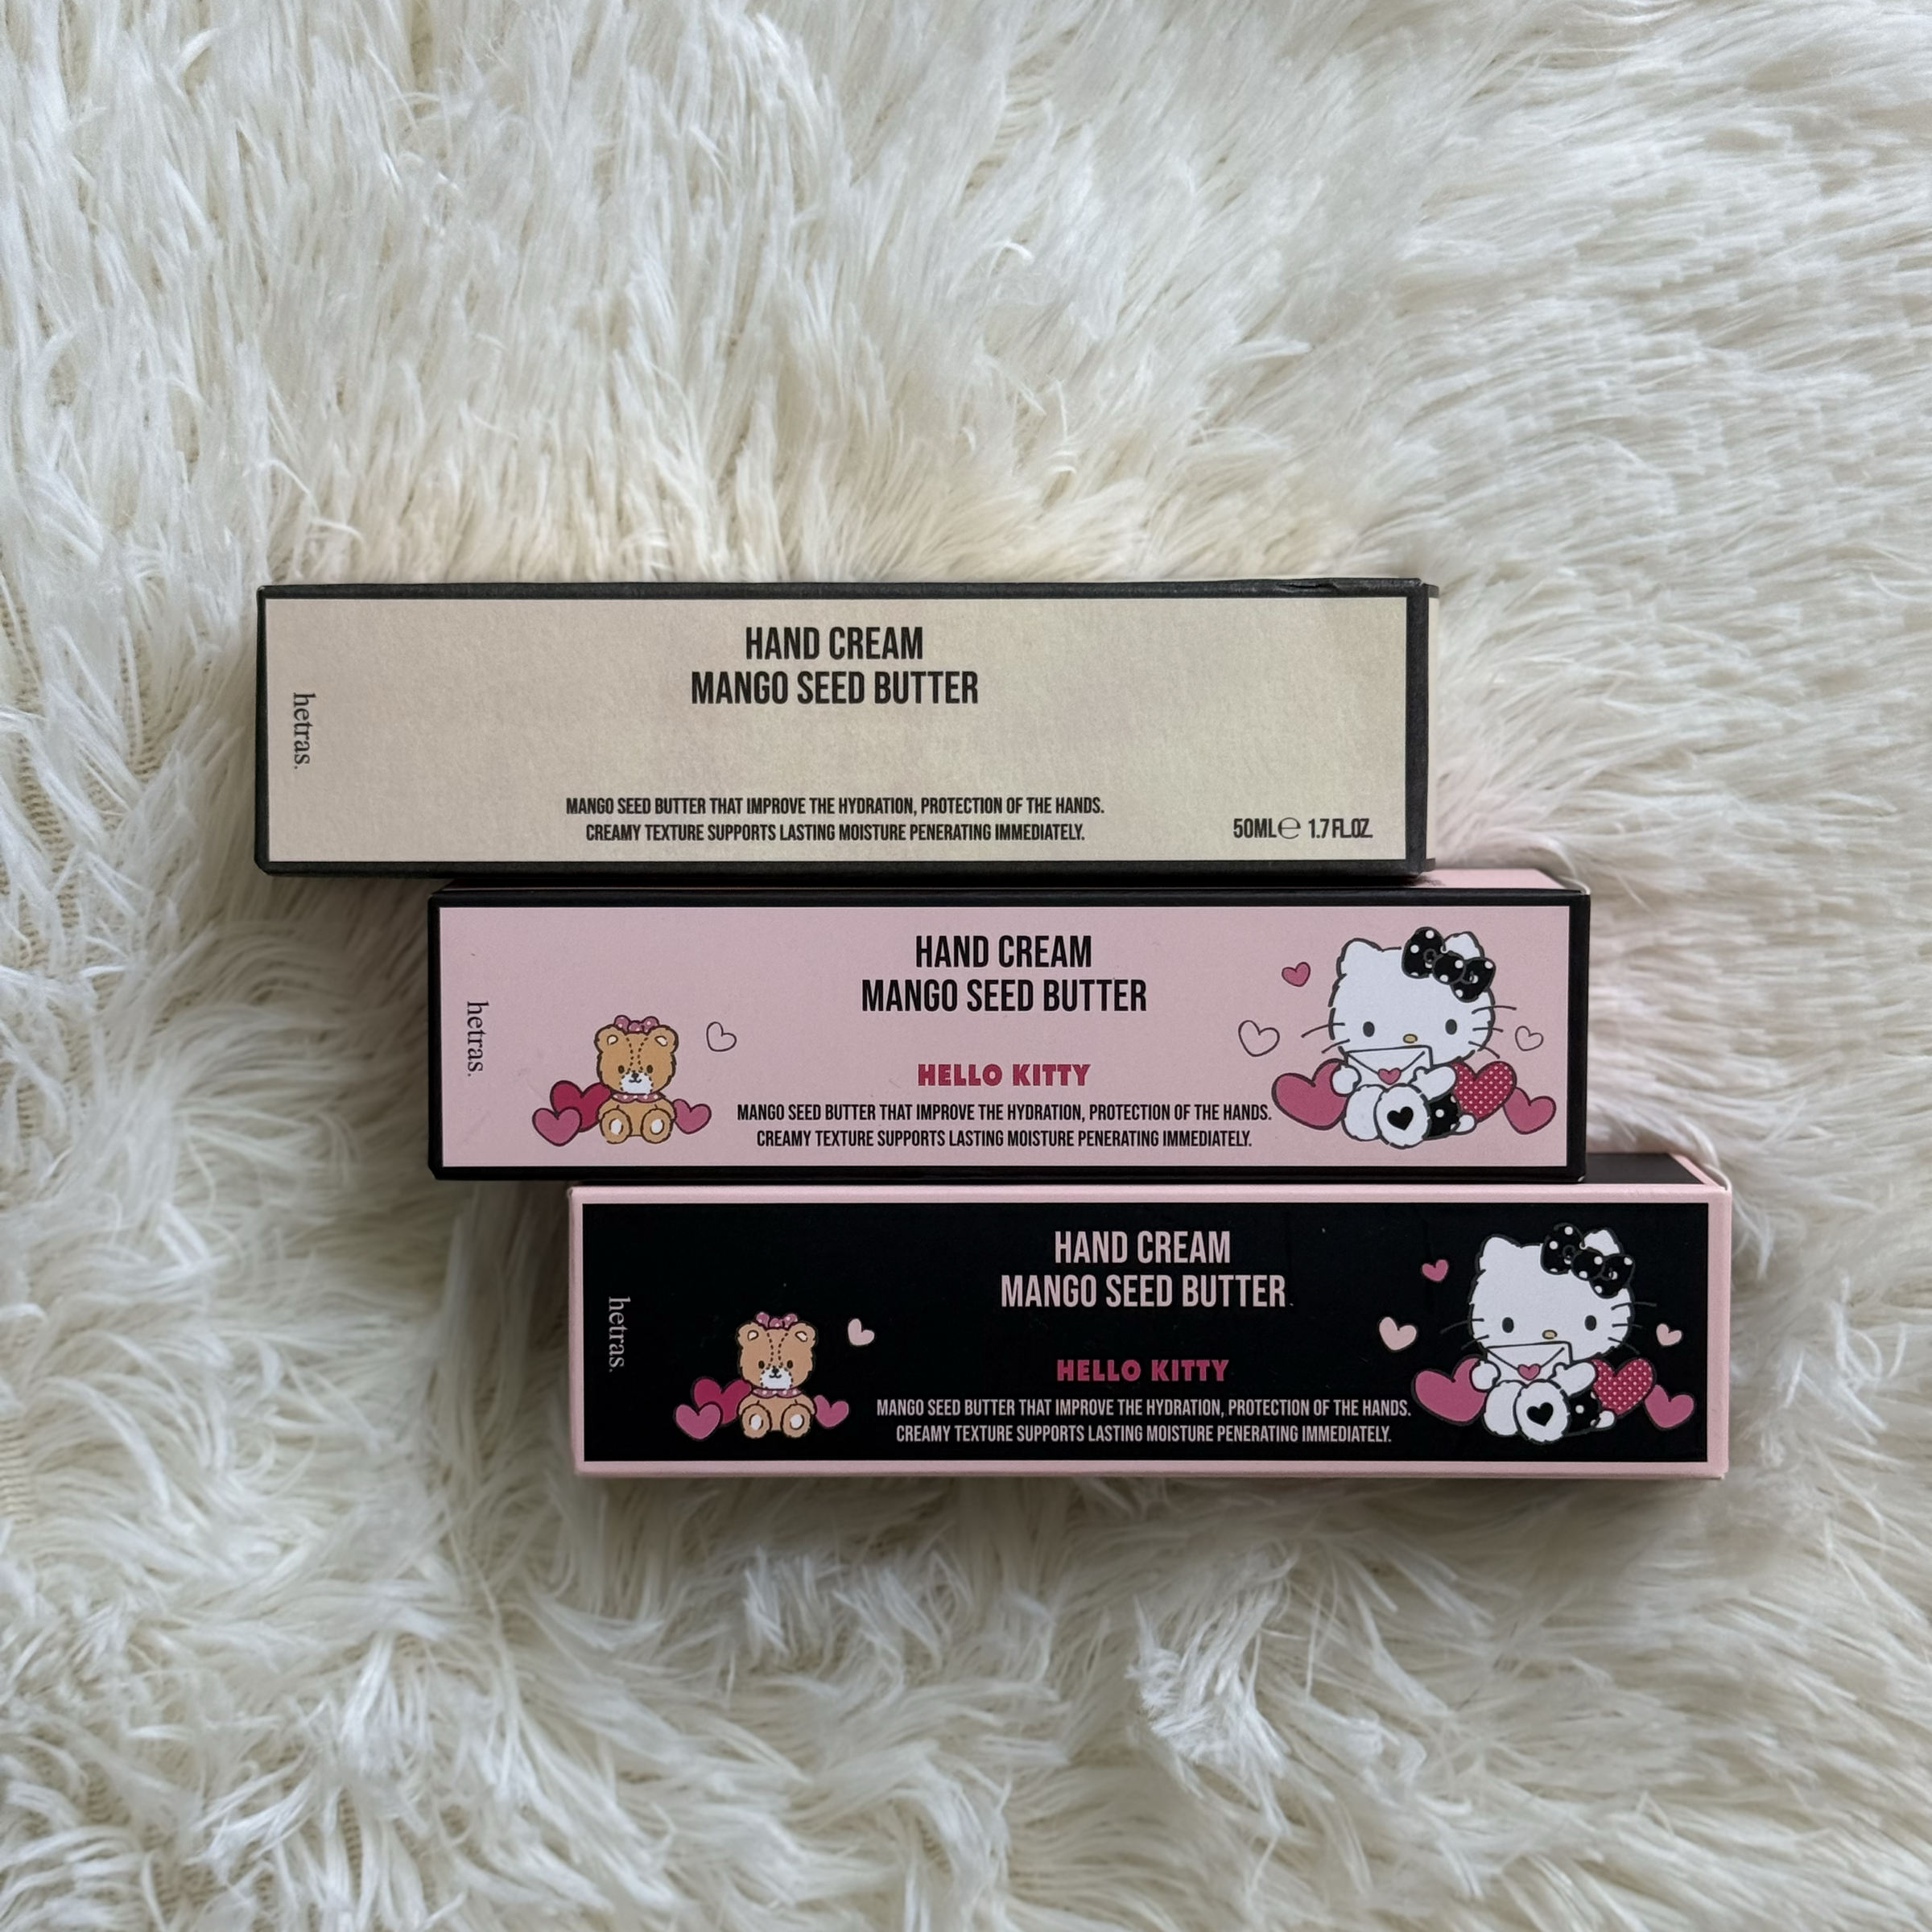 HAND CREAM
MANGO SEED BUTTER
hetras.
MANGO SEED BUTTER THAT IMPROVE THE HYDRATION, PROTECTION OF THE HANDS.
CREAMY TEXTURE SUPPORTS LASTING MOISTURE PENERATING IMMEDIATELY.
50ML℮ 1.7 FL.OZ.
HAND CREAM
MANGO SEED BUTTER
hetras.
HELLO KITTY
MANGO SEED BUTTER THAT IMPROVE THE HYDRATION, PROTECTION OF THE HANDS.
CREAMY TEXTURE SUPPORTS LASTING MOISTURE PENERATING IMMEDIATELY.
HAND CREAM
MANGO SEED BUTTER
hetras.
HELLO KITTY
MANGO SEED BUTTER THAT IMPROVE THE HYDRATION, PROTECTION OF THE HANDS.
CREAMY TEXTURE SUPPORTS LASTING MOISTURE PENERATING IMMEDIATELY.